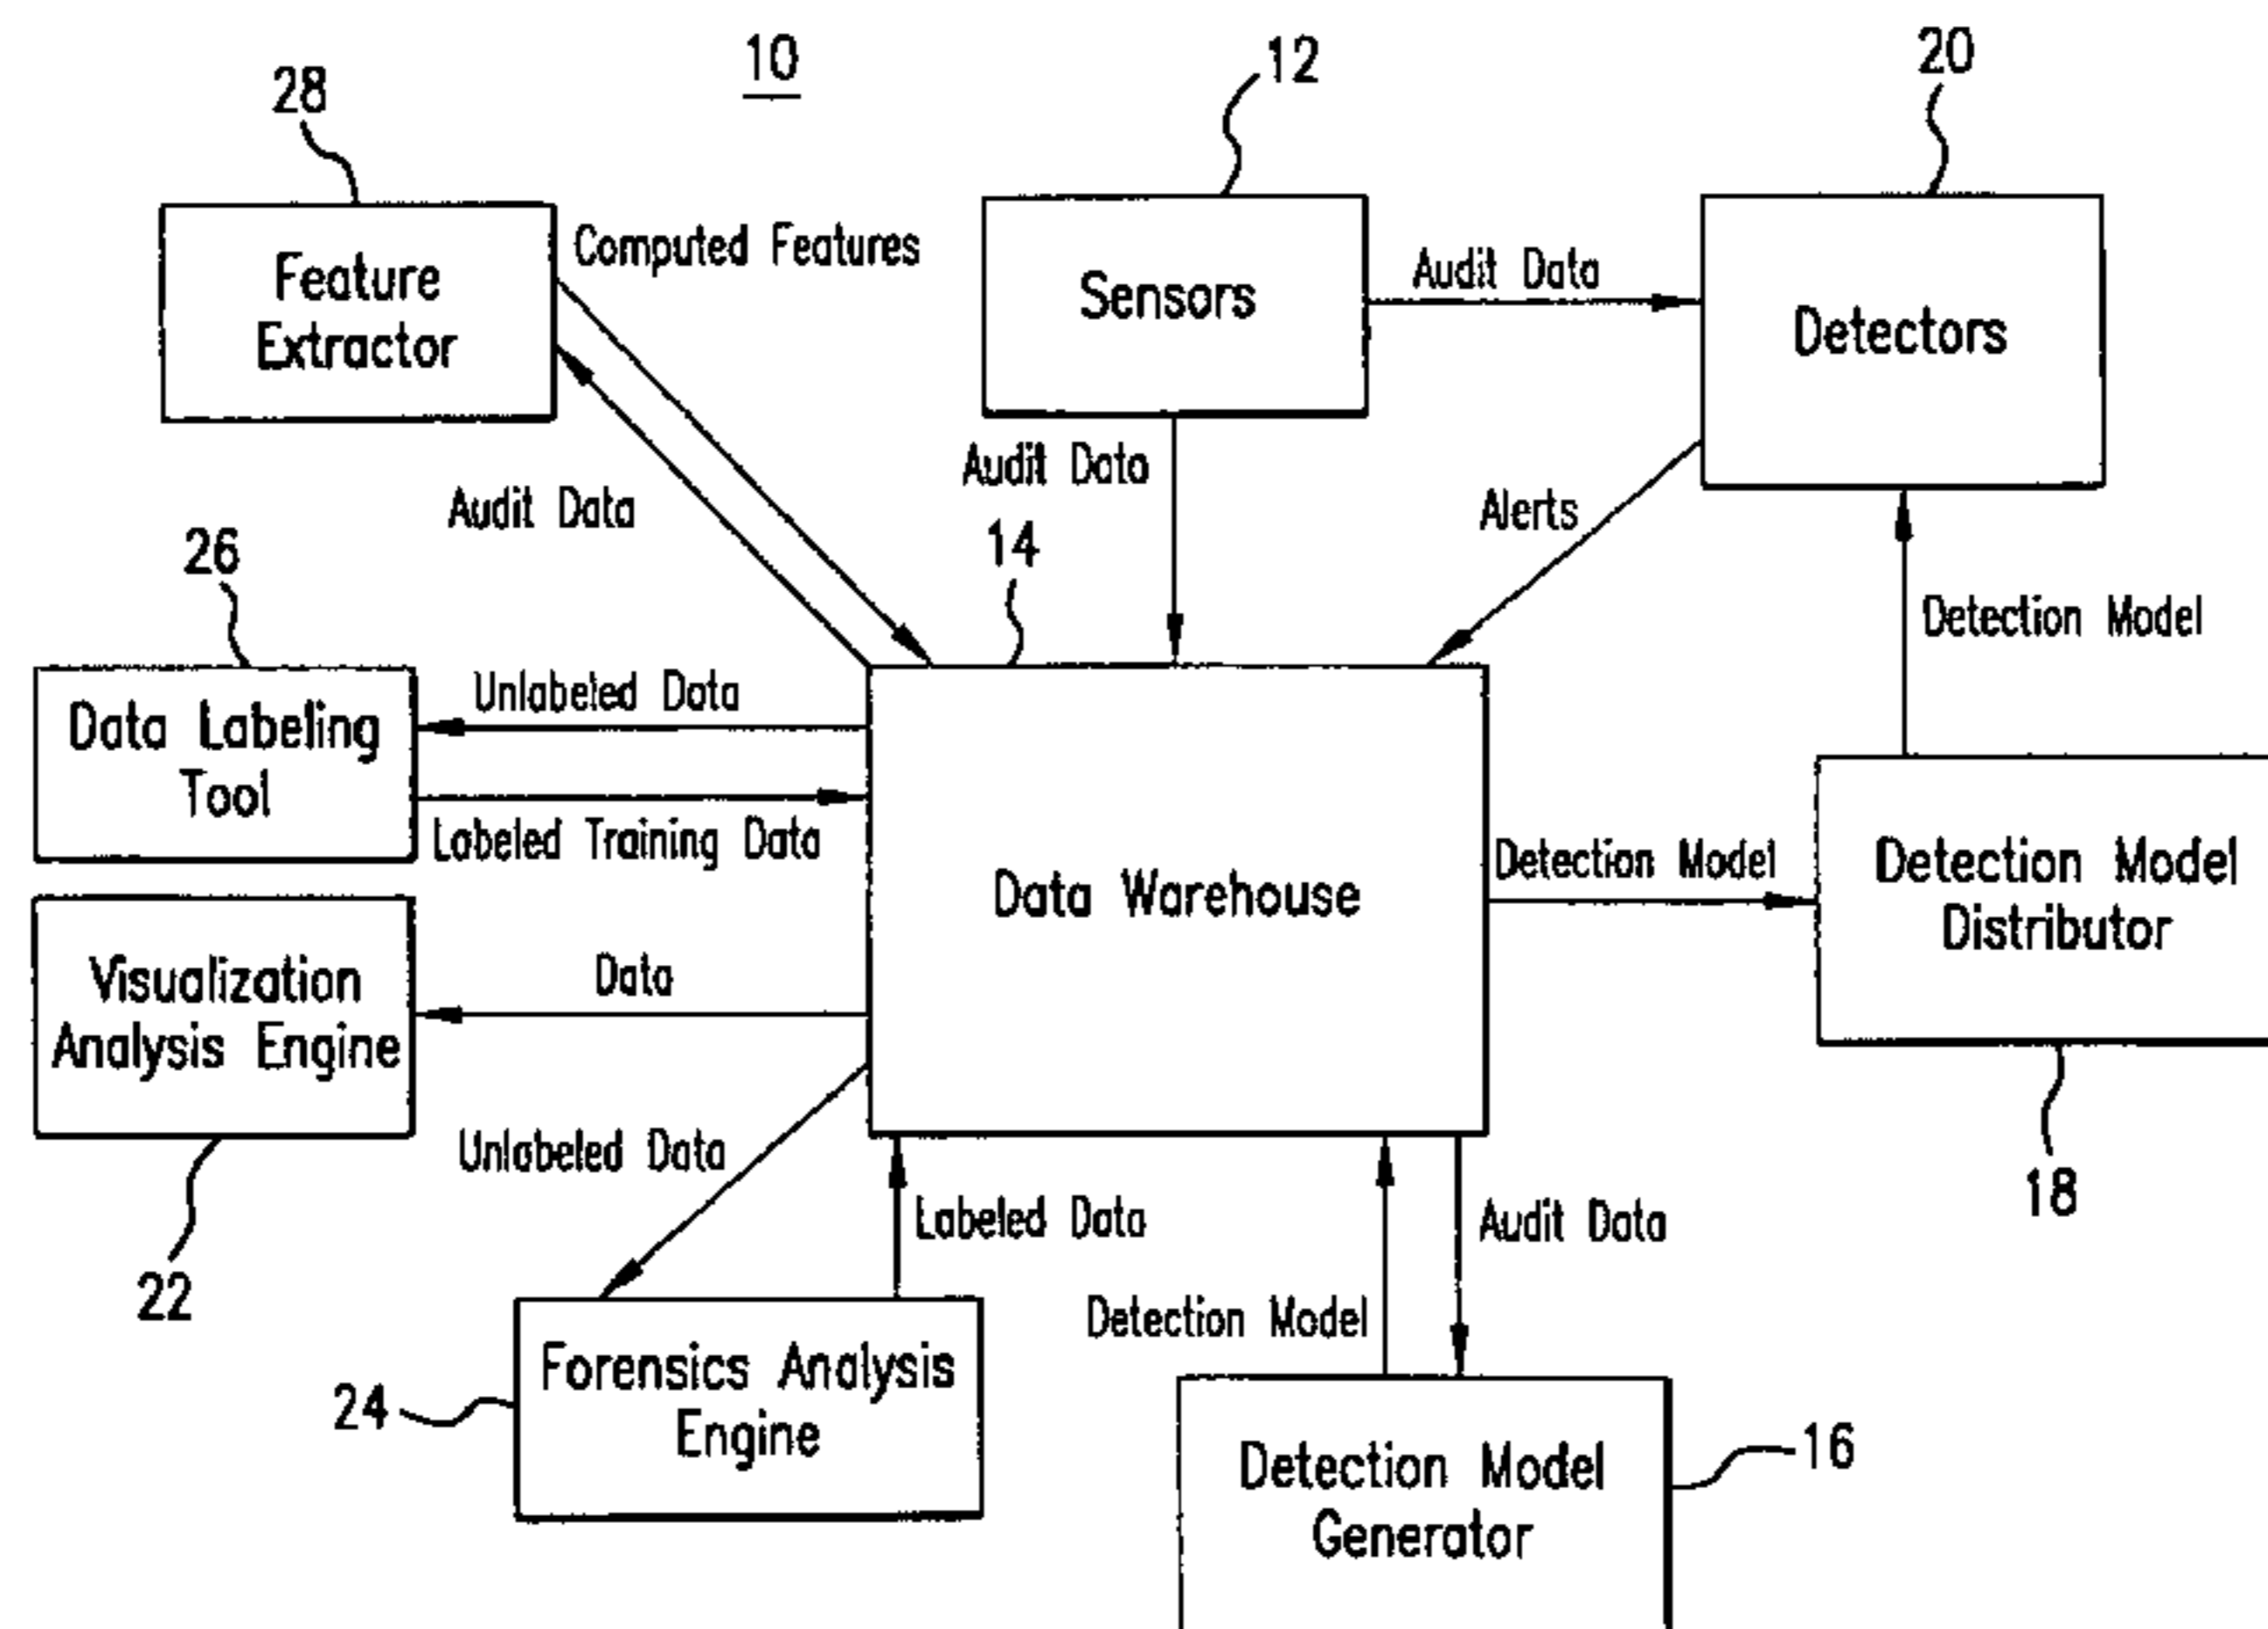 10
12
20
28
Computed Features
Feature
Extractor
Sensors
Audit Data
Detectors
Audit Data
Audit Data
Alerts
14
26
Detection Model
Unlabeled Data
Data Labeling
Tool
Labeled Training Data
Data Warehouse
Detection Model
Detection Model
Distributor
Visualization
Analysis Engine
Data
Unlabeled Data
18
Labeled Data
Audit Data
22
Detection Model
Forensics Analysis
Engine
24
Detection Model
Generator
16